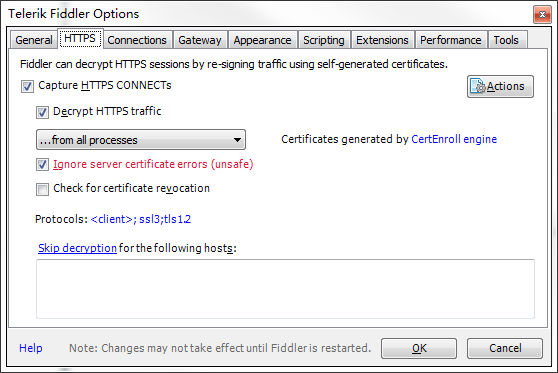 Telerik Fiddler Options
General HTTPS Connections Gateway Appearance Scripting Extensions Performance Tools
Fiddler can decrypt HTTPS sessions by re-signing traffic using self-generated certificates.
Capture HTTPS CONNECTs
Actions
Decrypt HTTPS traffic
...from all processes
Certificates generated by CertEnroll engine
Ignore server certificate errors (unsafe)
Check for certificate revocation
Protocols: <client>; ssl3;tls1.2
Skip decryption for the following hosts:
Help Note: Changes may not take effect until Fiddler is restarted. OK Cancel